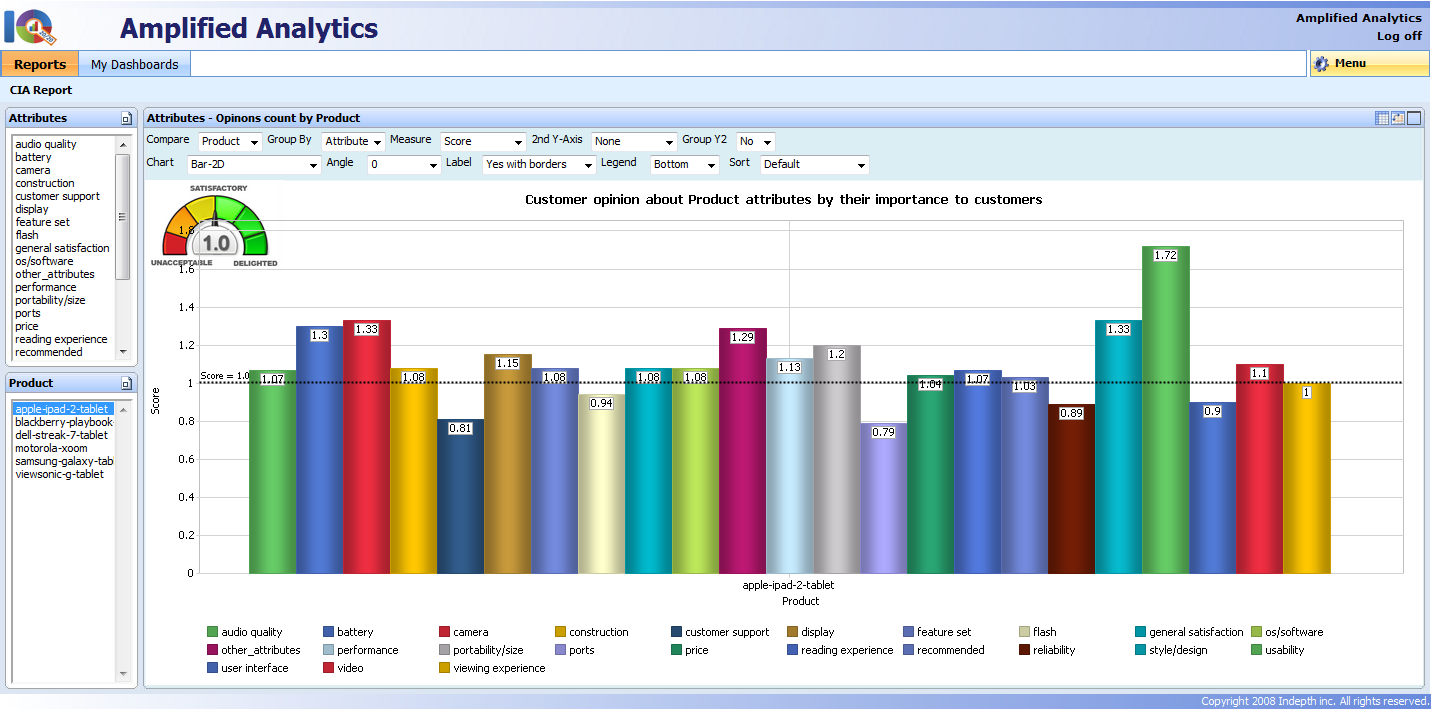 IQ
20/20
Amplified Analytics
Amplified Analytics
Log off
Reports
My Dashboards
Menu
CIA Report
Attributes
audio quality
battery
camera
construction
customer support
display
feature set
flash
general satisfaction
os/software
other_attributes
performance
portability/size
ports
price
reading experience
recommended
Product
apple-ipad-2-tablet
blackberry-playbook-
dell-streak-7-tablet
motorola-xoom
samsung-galaxy-tab
viewsonic-g-tablet
Attributes - Opinons count by Product
Compare Product Group By Attribute Measure Score 2nd Y-Axis None Group Y2 No
Chart Bar-2D Angle 0 Label Yes with borders Legend Bottom Sort Default
SATISFACTORY
1.0
UNACCEPTABLE DELIGHTED
Customer opinion about Product attributes by their importance to customers
1.8
1.6
1.4
1.2
1
0.8
0.6
0.4
0.2
0
Score
Score = 1.0
1.07
1.3
1.33
1.08
0.81
1.15
1.08
0.94
1.08
1.08
1.29
1.13
1.2
0.79
1.04
1.07
1.03
0.89
1.33
1.72
0.9
1.1
1
apple-ipad-2-tablet
Product
audio quality battery camera construction customer support display feature set flash general satisfaction os/software
other_attributes performance portability/size ports price reading experience recommended reliability style/design usability
user interface video viewing experience
Copyright 2008 Indepth inc. All rights reserved.